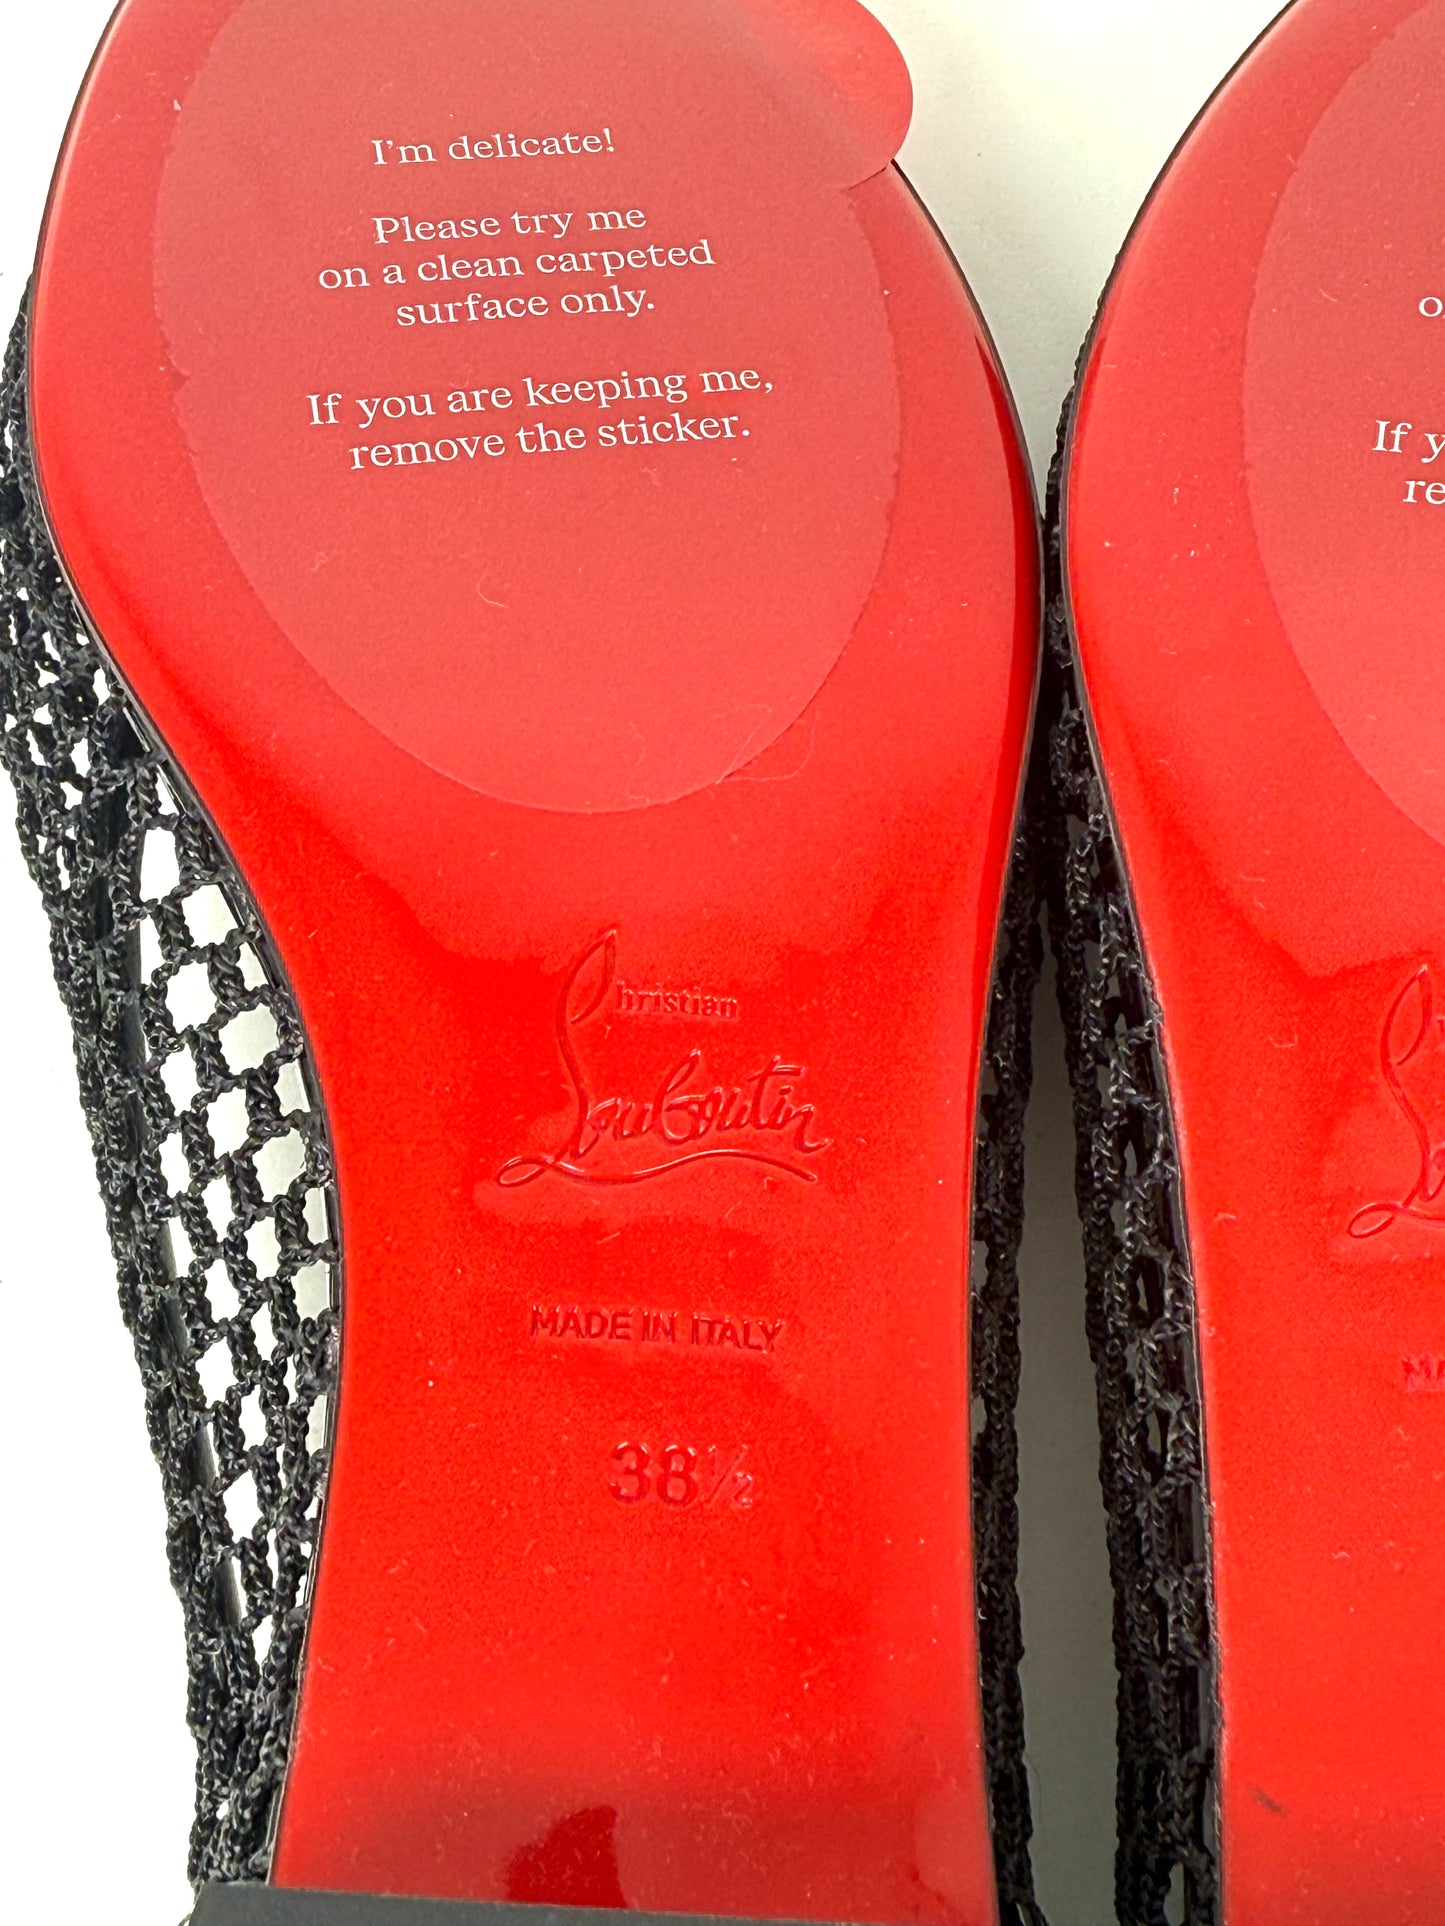 I'm delicate!
Please try me
on a clean carpeted
surface only.
If you are keeping me,
remove the sticker.
Christian
Louboutin
MADE IN ITALY
38½
If